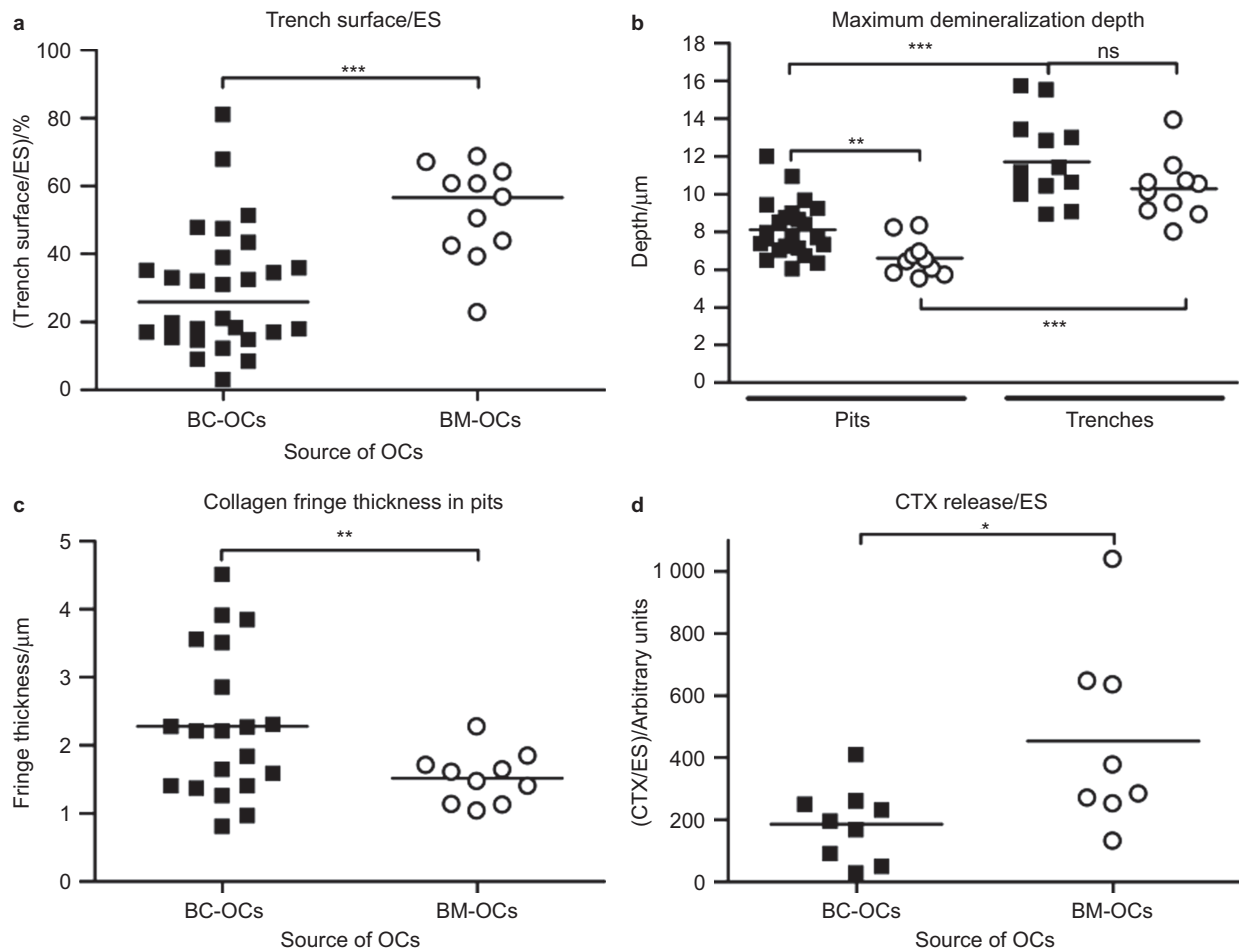 a
Trench surface/ES
100
80
60
40
20
0
(Trench surface/ES)/%
***
BC-OCs
BM-OCs
Source of OCs
b
Maximum demineralization depth
18
16
14
12
10
8
6
4
2
0
Depth/μm
***
ns
**
***
Pits
Trenches
c
Collagen fringe thickness in pits
5
4
3
2
1
0
Fringe thickness/μm
**
BC-OCs
BM-OCs
Source of OCs
d
CTX release/ES
1 000
800
600
400
200
0
(CTX/ES)/Arbitrary units
*
BC-OCs
BM-OCs
Source of OCs